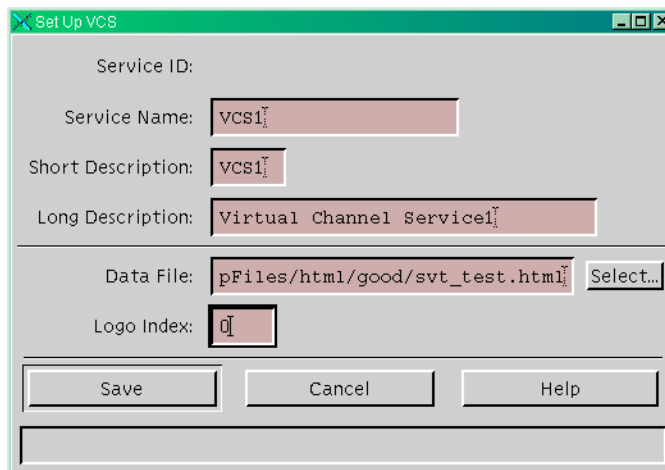 Set Up VCS
Service ID:
Service Name: VCS1
Short Description: VCS1
Long Description: Virtual Channel Service1
Data File: pFiles/html/good/svt_test.html Select...
Logo Index: 0
Save Cancel Help